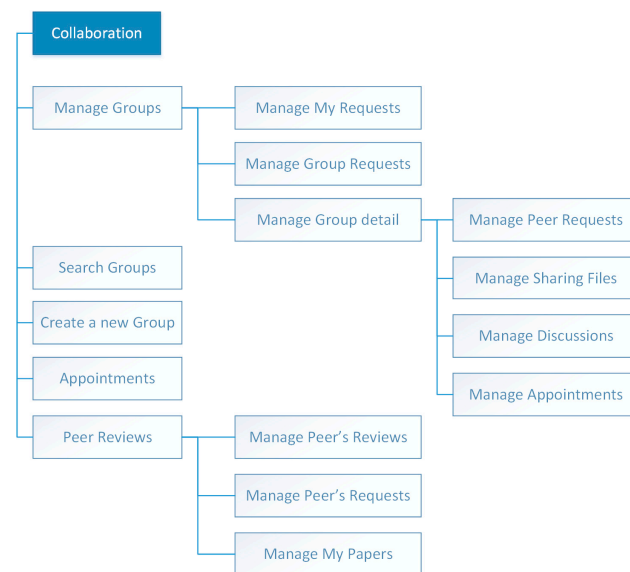 Collaboration
Manage Groups
Manage My Requests
Manage Group Requests
Manage Group detail
Manage Peer Requests
Manage Sharing Files
Manage Discussions
Manage Appointments
Search Groups
Create a new Group
Appointments
Peer Reviews
Manage Peer’s Reviews
Manage Peer’s Requests
Manage My Papers